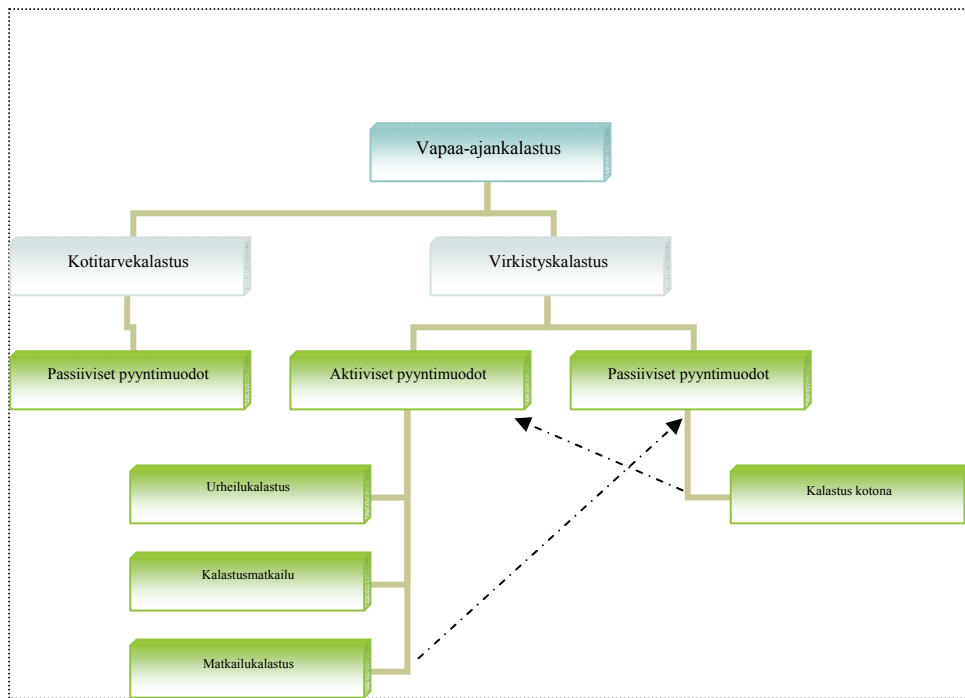 Vapaa-ajankalastus
Kotitarvekalastus
Virkistyskalastus
Passiiviset pyyntimuodot
Aktiiviset pyyntimuodot
Passiiviset pyyntimuodot
Urheilukalastus
Kalastus kotona
Kalastusmatkailu
Matkailukalastus